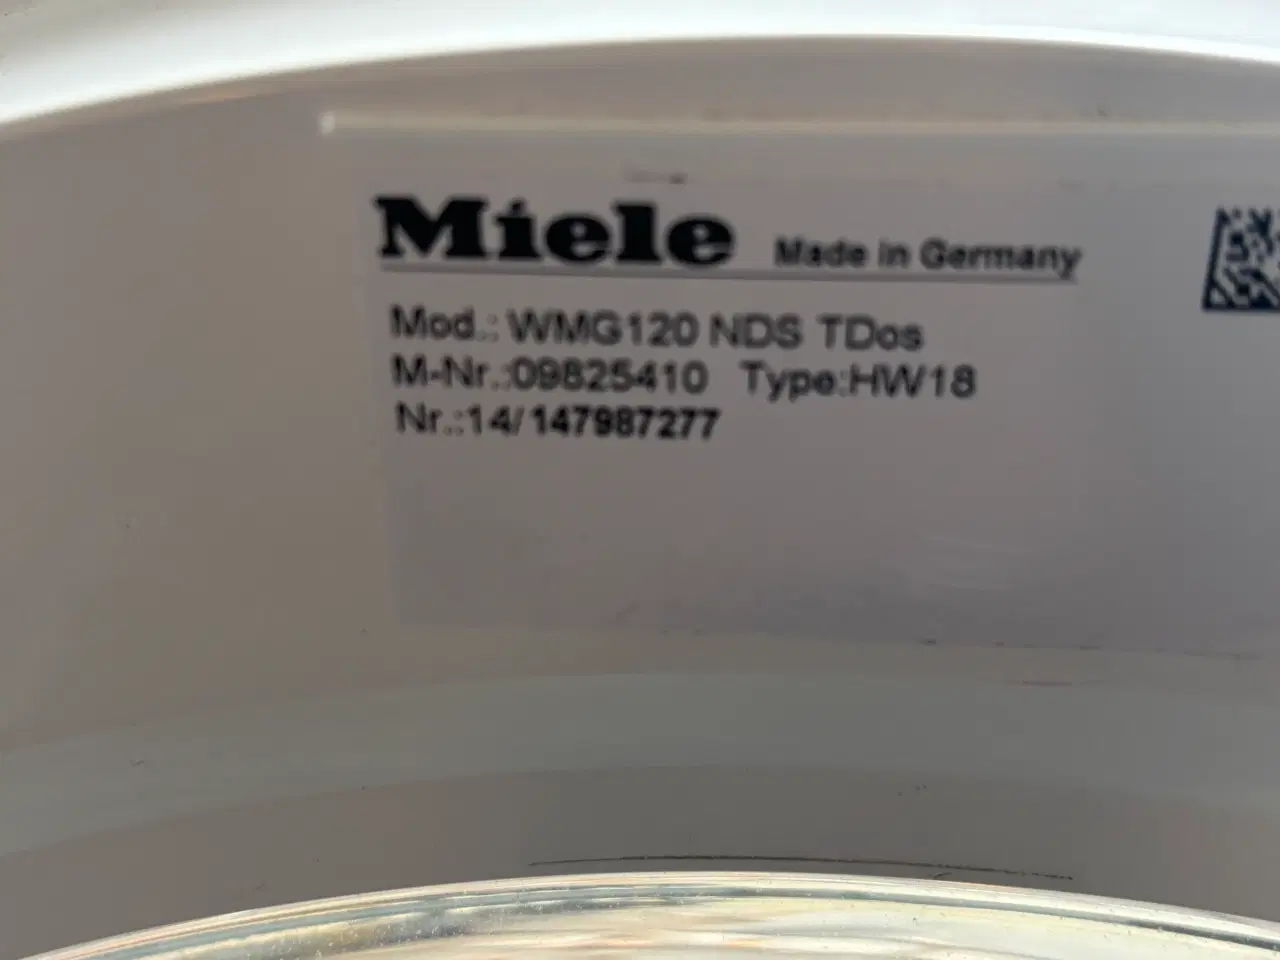 Miele Made in Germany
Mod.: WMG120 NDS TDos
M-Nr.:09825410 Type:HW18
Nr.:14/147987277